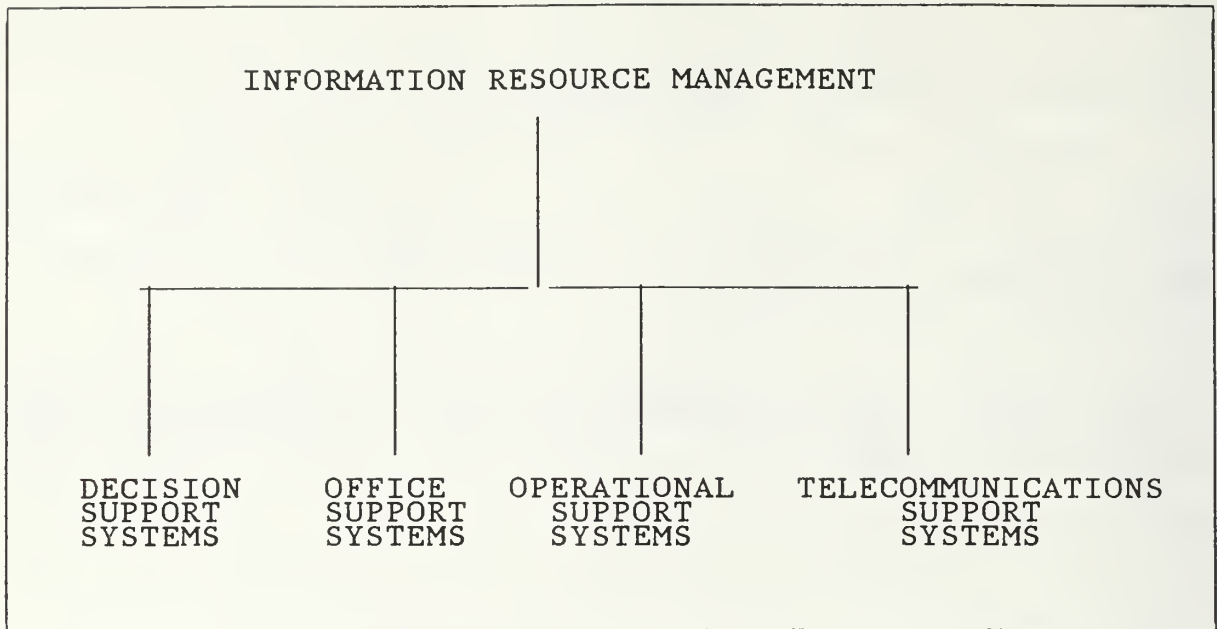 INFORMATION RESOURCE MANAGEMENT
DECISION
SUPPORT
SYSTEMS
OFFICE
SUPPORT
SYSTEMS
OPERATIONAL
SUPPORT
SYSTEMS
TELECOMMUNICATIONS
SUPPORT
SYSTEMS